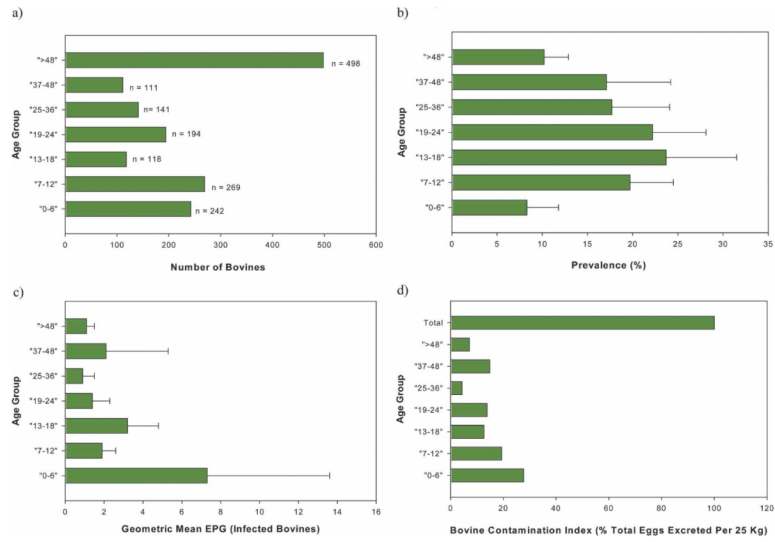 a)
">48"
n = 498
"37-48"
n = 111
"25-36"
n= 141
"19-24"
n = 194
"13-18"
n = 118
"7-12"
n = 269
"0-6"
n = 242
Age Group
0 100 200 300 400 500 600
Number of Bovines
b)
">48"
"37-48"
"25-36"
"19-24"
"13-18"
"7-12"
"0-6"
Age Group
0 5 10 15 20 25 30 35
Prevalence (%)
c)
">48"
"37-48"
"25-36"
"19-24"
"13-18"
"7-12"
"0-6"
Age Group
0 2 4 6 8 10 12 14 16
Geometric Mean EPG (Infected Bovines)
d)
Total
">48"
"37-48"
"25-36"
"19-24"
"13-18"
"7-12"
"0-6"
Age Group
0 20 40 60 80 100 120
Bovine Contamination Index (% Total Eggs Excreted Per 25 Kg)